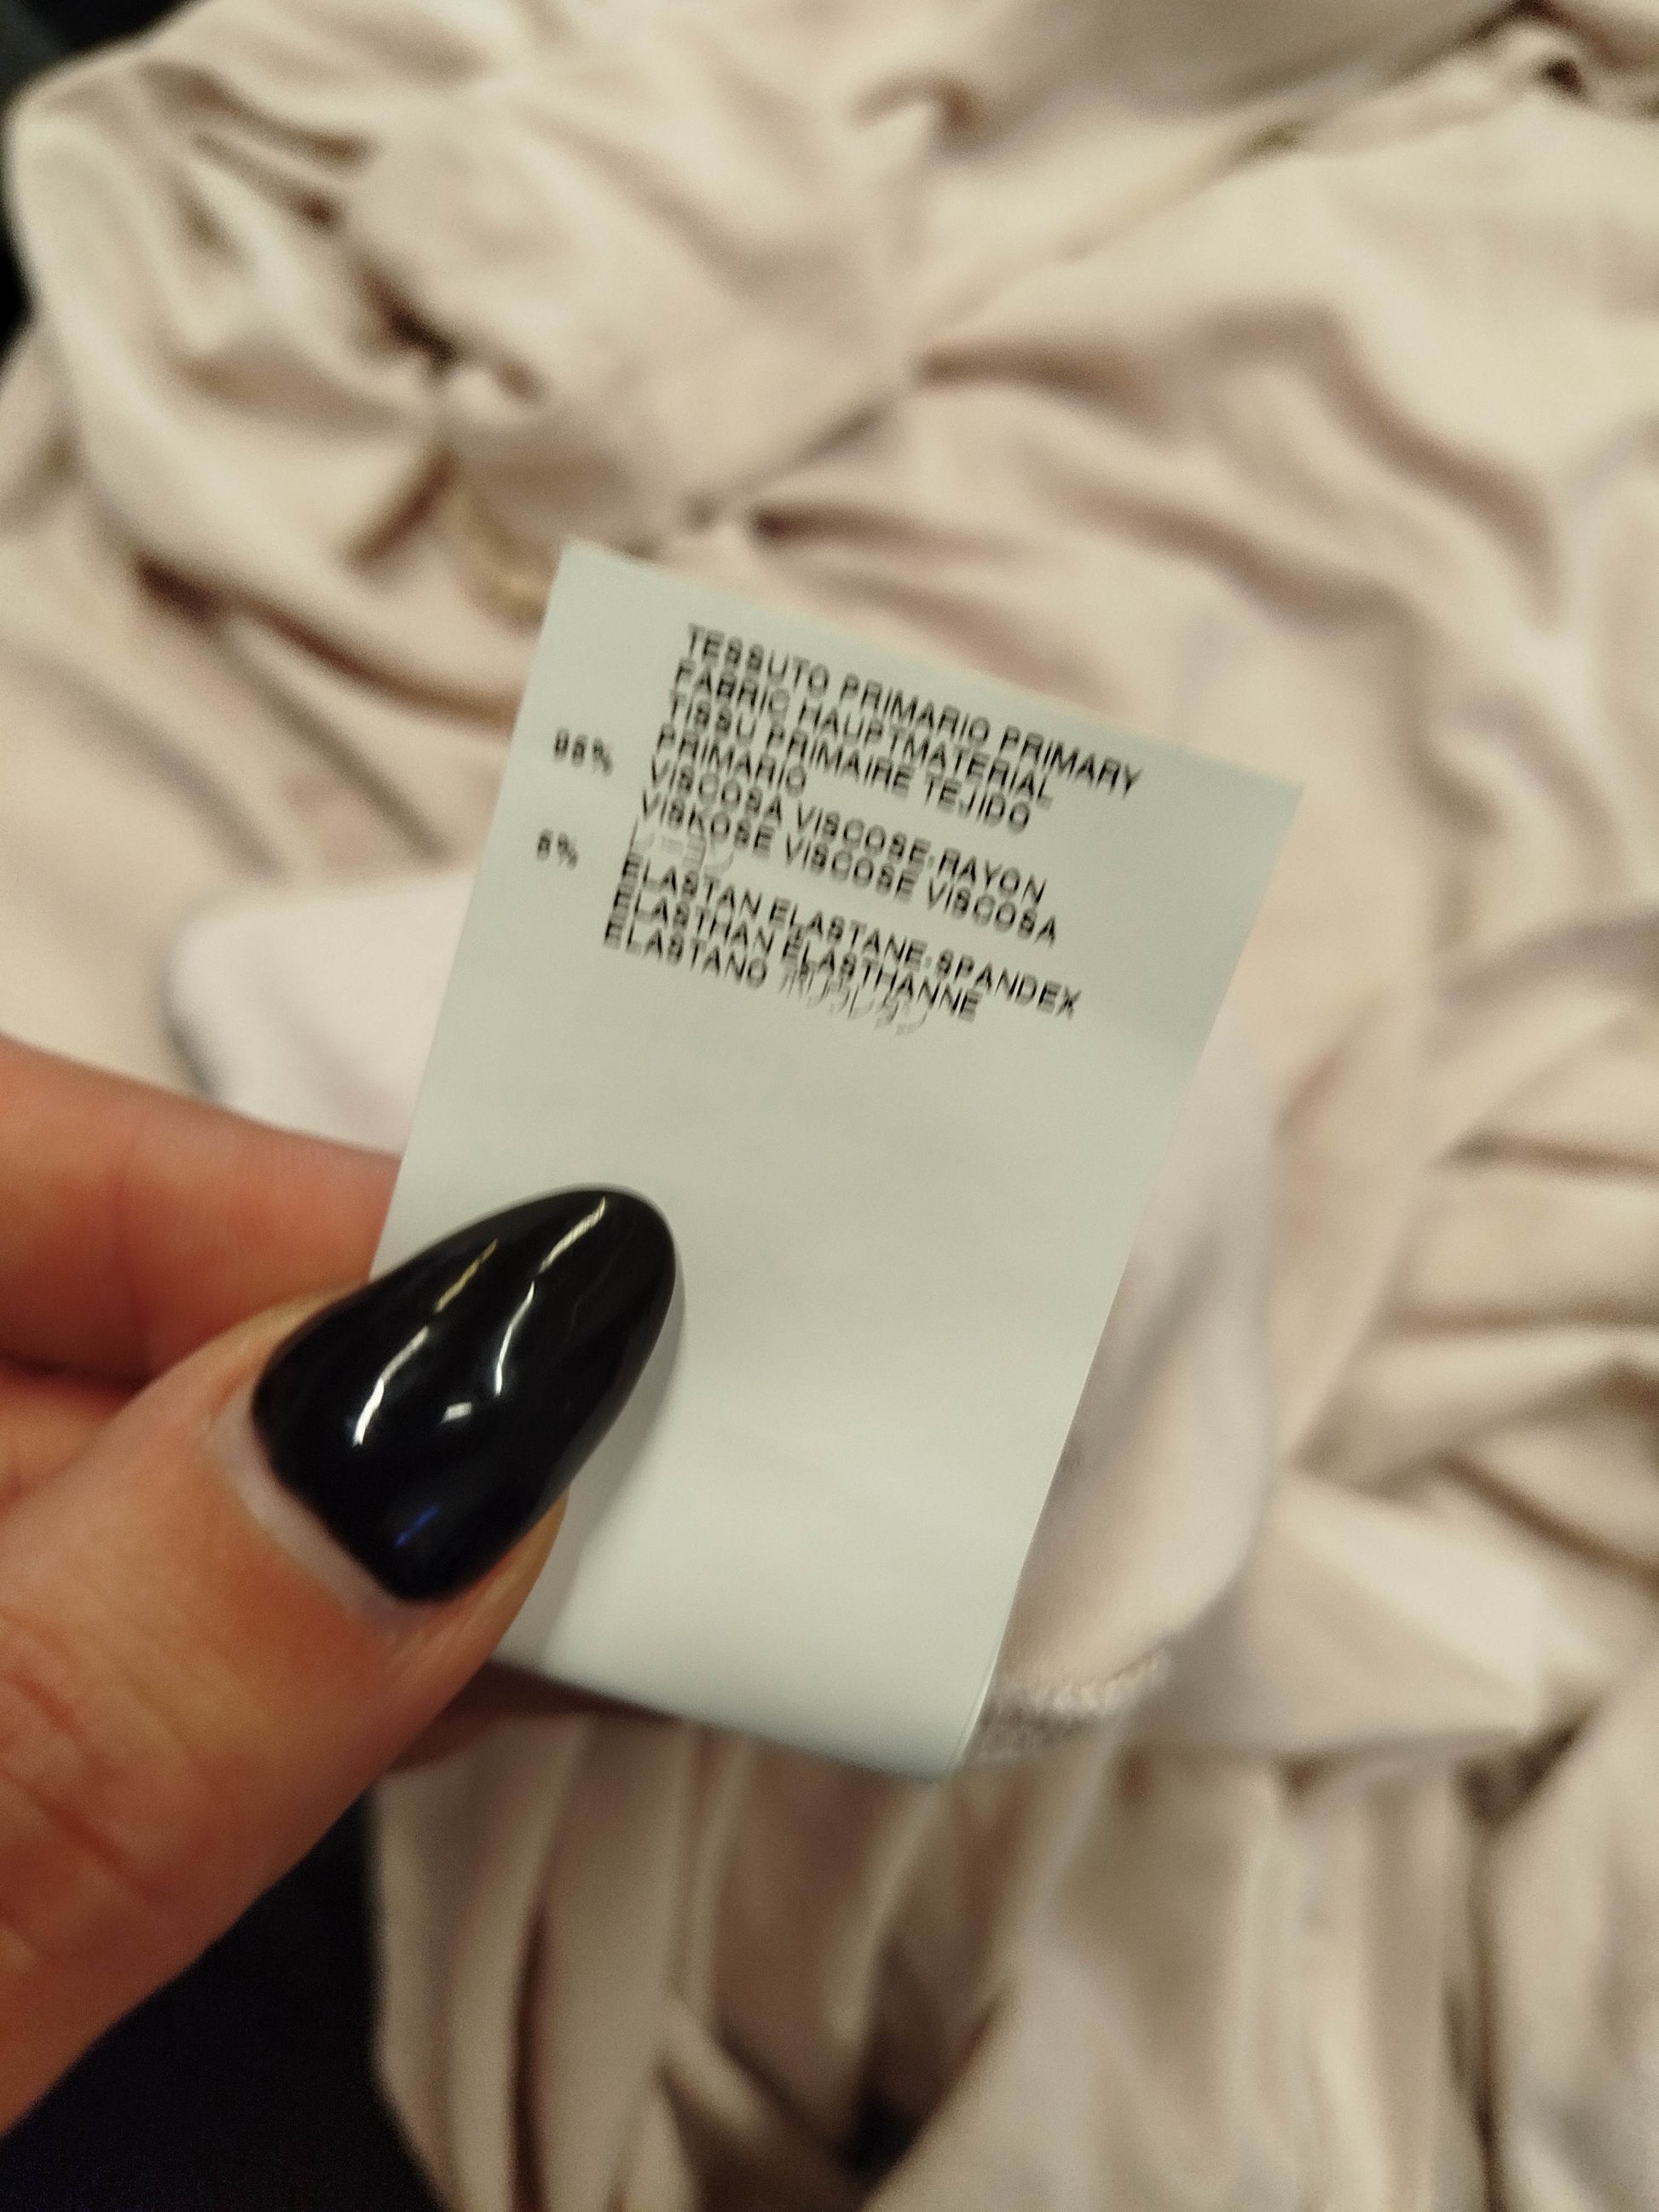 TESSUTO PRIMARIO PRIMARY
FABRIC HAUPTMATERIAL
TISSU PRIMAIRE TEJIDO
PRIMARIO
95% VISCOSA VISCOSE-RAYON
VISKOSE VISCOSE VISCOSA
5% ELASTAN ELASTANE-SPANDEX
ELASTHAN ELASTHANNE
ELASTANO